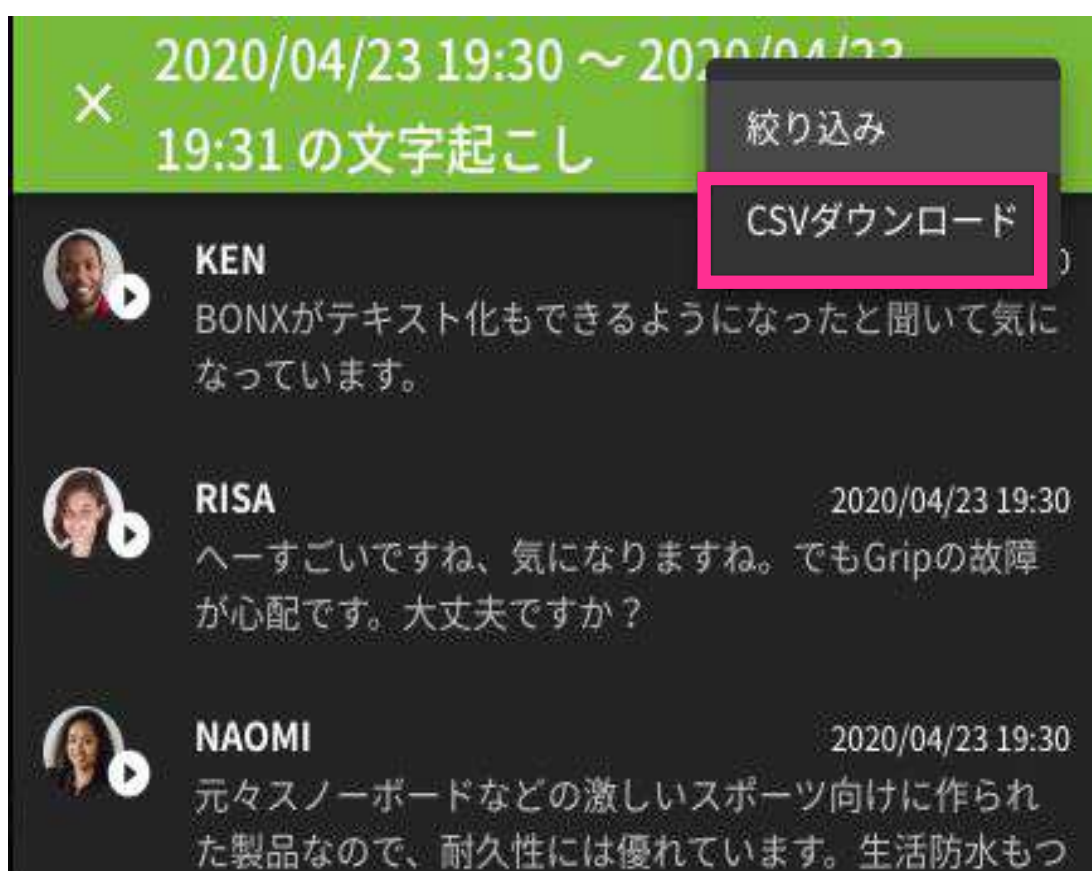 2020/04/23 19:30 ～ 2020/04/23
19:31 の文字起こし
絞り込み
CSVダウンロード
KEN
BONXがテキスト化もできるようになったと聞いて気に
なっています。
RISA
2020/04/23 19:30
へーすごいですね、気になりますね。でもGripの故障
が心配です。大丈夫ですか？
NAOMI
2020/04/23 19:30
元々スノーボードなどの激しいスポーツ向けに作られ
た製品なので、耐久性には優れています。生活防水もつ